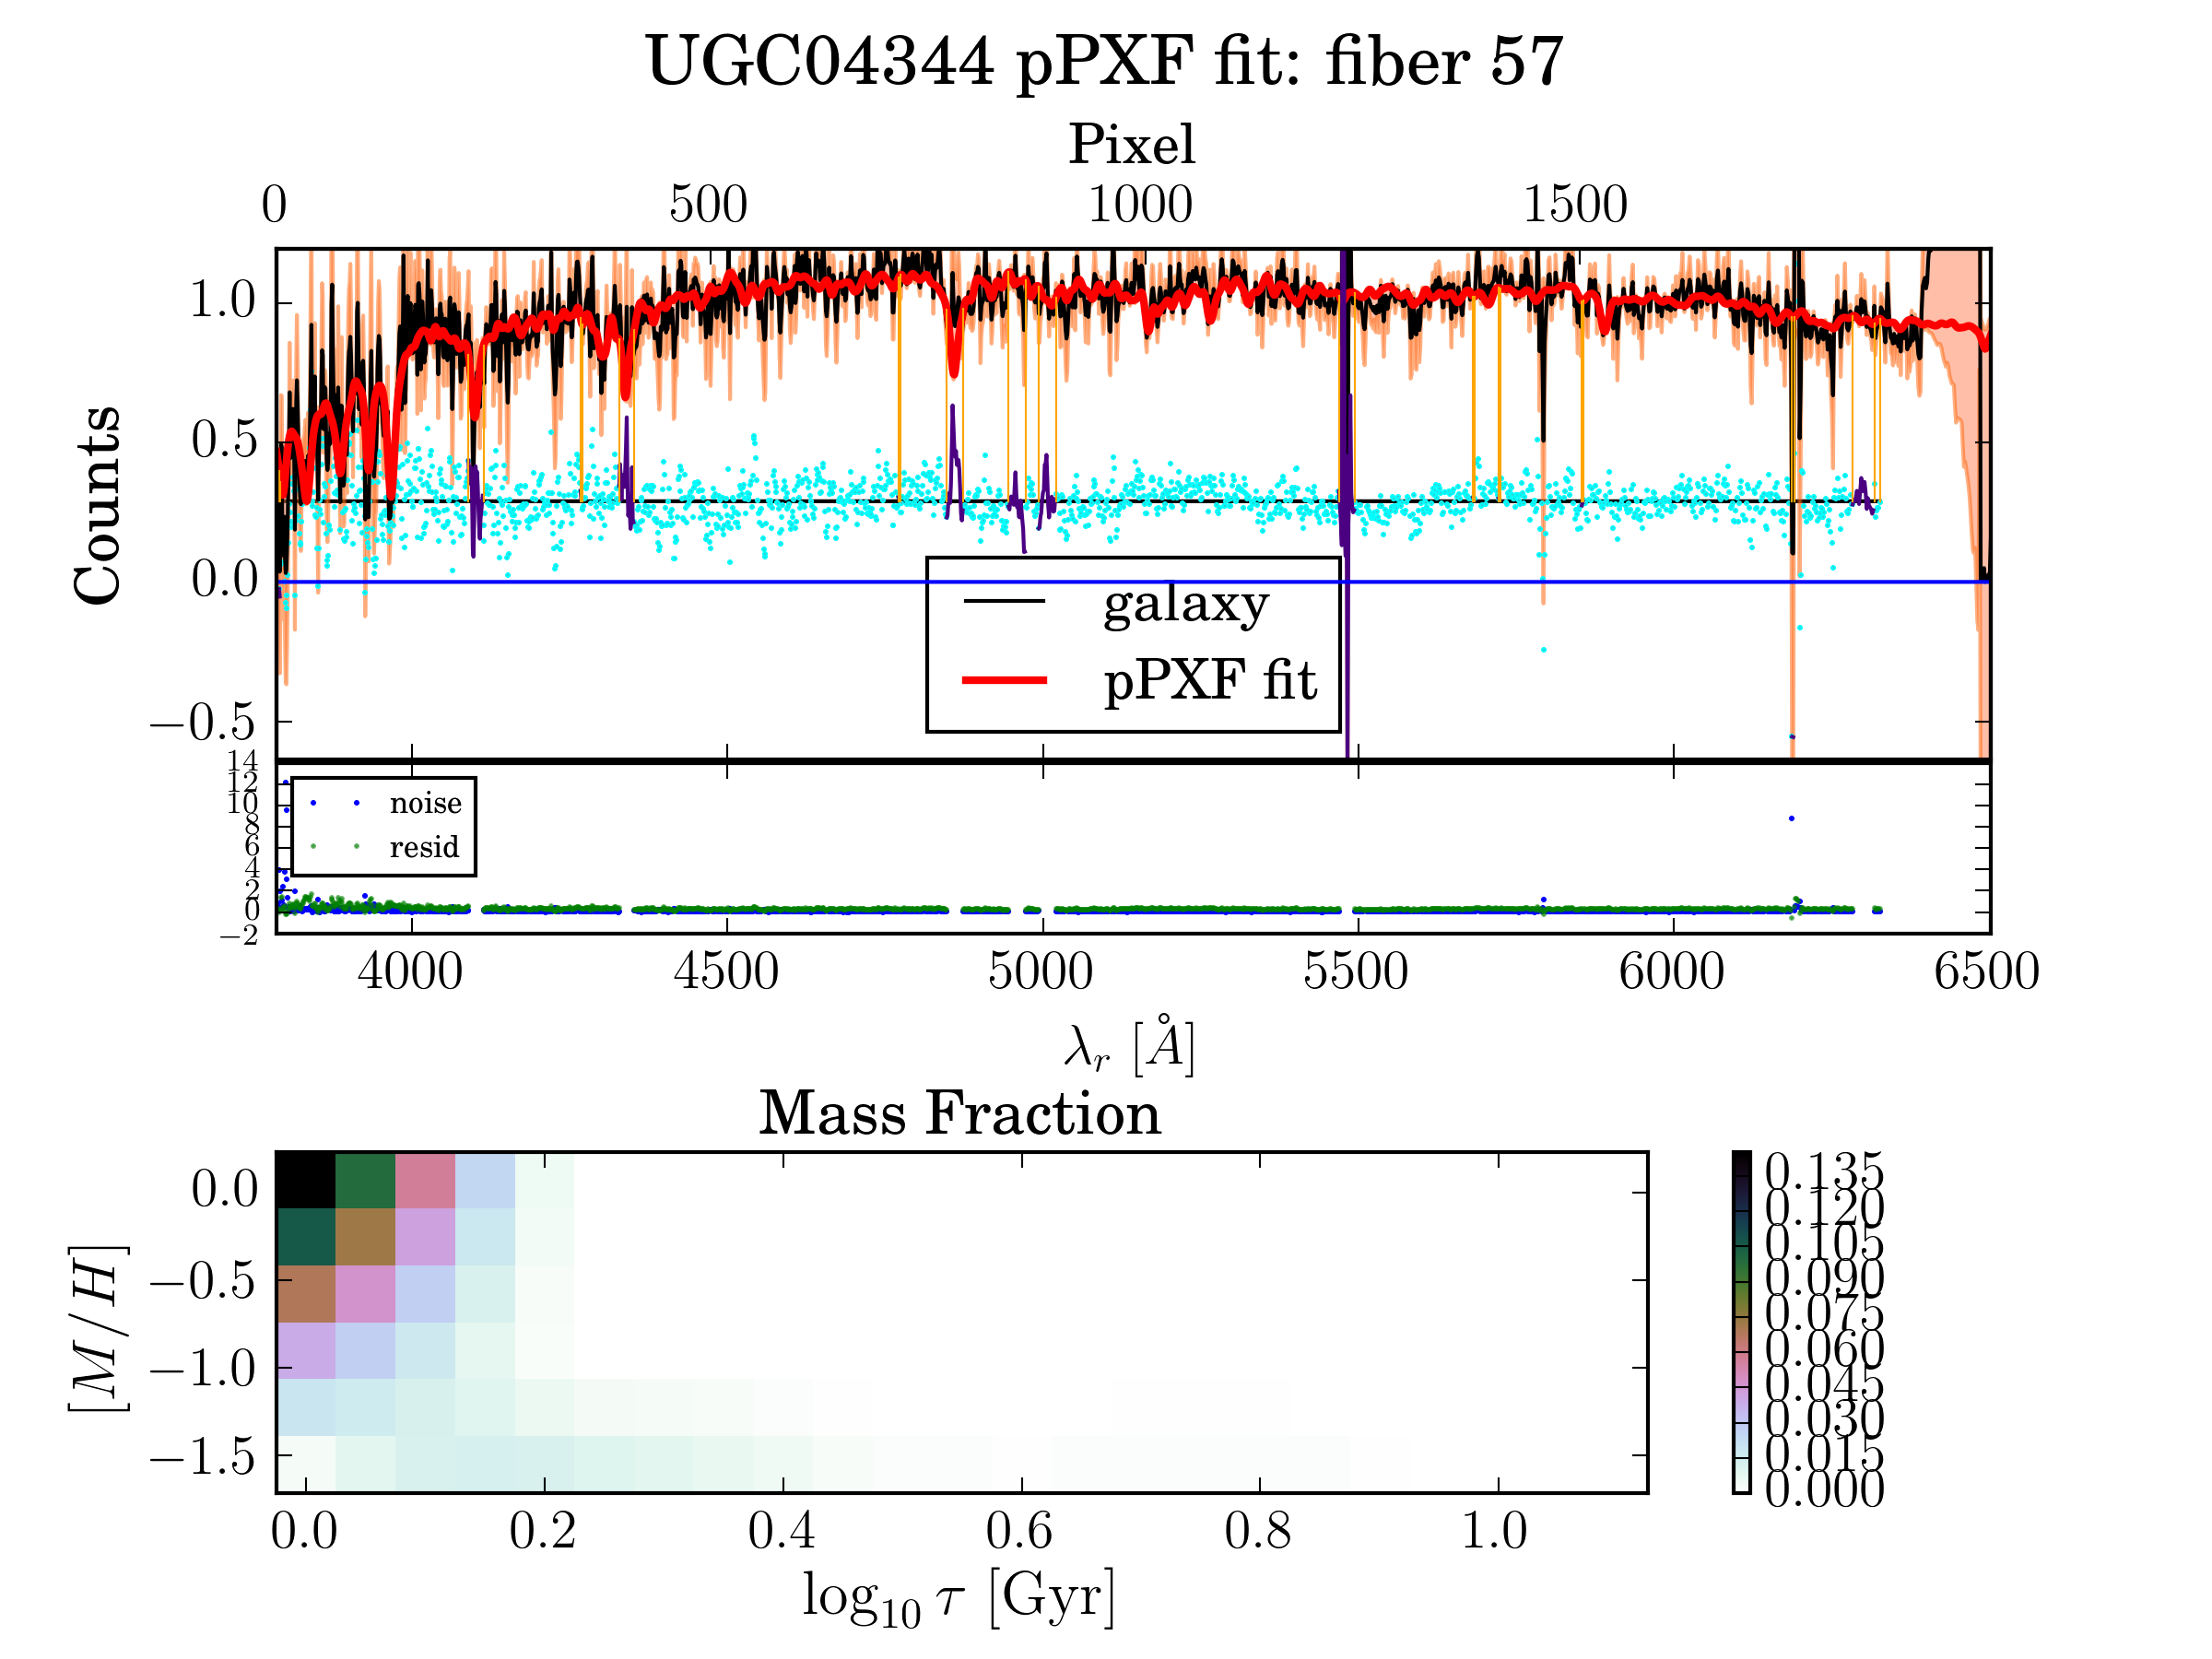 UGC04344 pPXF fit: fiber 57
Pixel
0 500 1000 1500
Counts
1.0
0.5
0.0
−0.5
galaxy
pPXF fit
14
12
10
8
6
4
2
0
−2
noise
resid
4000 4500 5000 5500 6000 6500
λr [Å]
Mass Fraction
[M/H]
0.0
−0.5
−1.0
−1.5
0.0 0.2 0.4 0.6 0.8 1.0
log10 τ [Gyr]
0.135
0.120
0.105
0.090
0.075
0.060
0.045
0.030
0.015
0.000